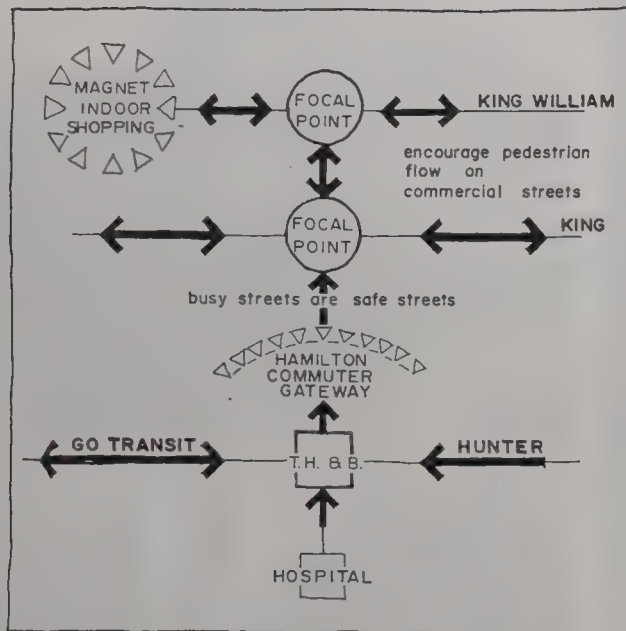 MAGNET
INDOOR
SHOPPING
FOCAL
POINT
KING WILLIAM
encourage pedestrian
flow on
commercial streets
FOCAL
POINT
KING
busy streets are safe streets
HAMILTON
COMMUTER
GATEWAY
GO TRANSIT
T. H. & B.
HUNTER
HOSPITAL